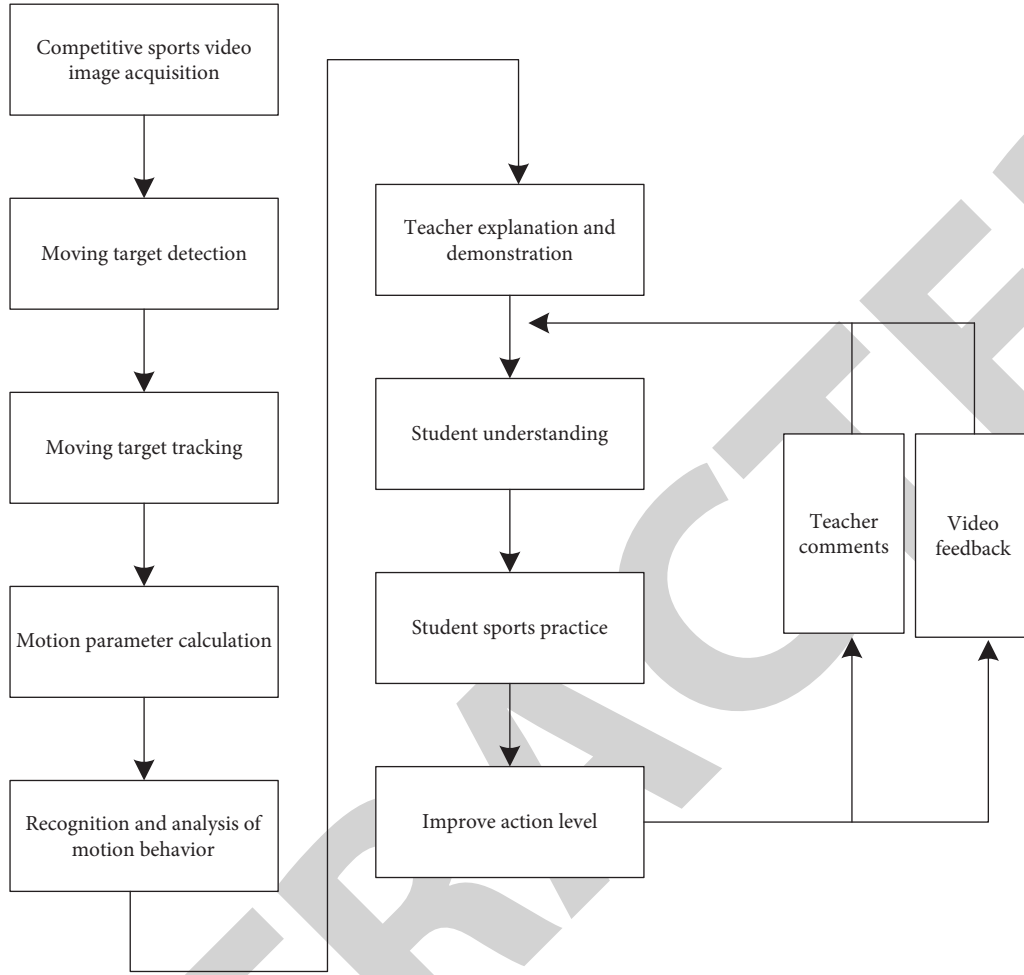 Competitive sports video
image acquisition
Moving target detection
Moving target tracking
Motion parameter calculation
Recognition and analysis of
motion behavior
Teacher explanation and
demonstration
Student understanding
Student sports practice
Improve action level
Teacher
comments
Video
feedback
TRACTE